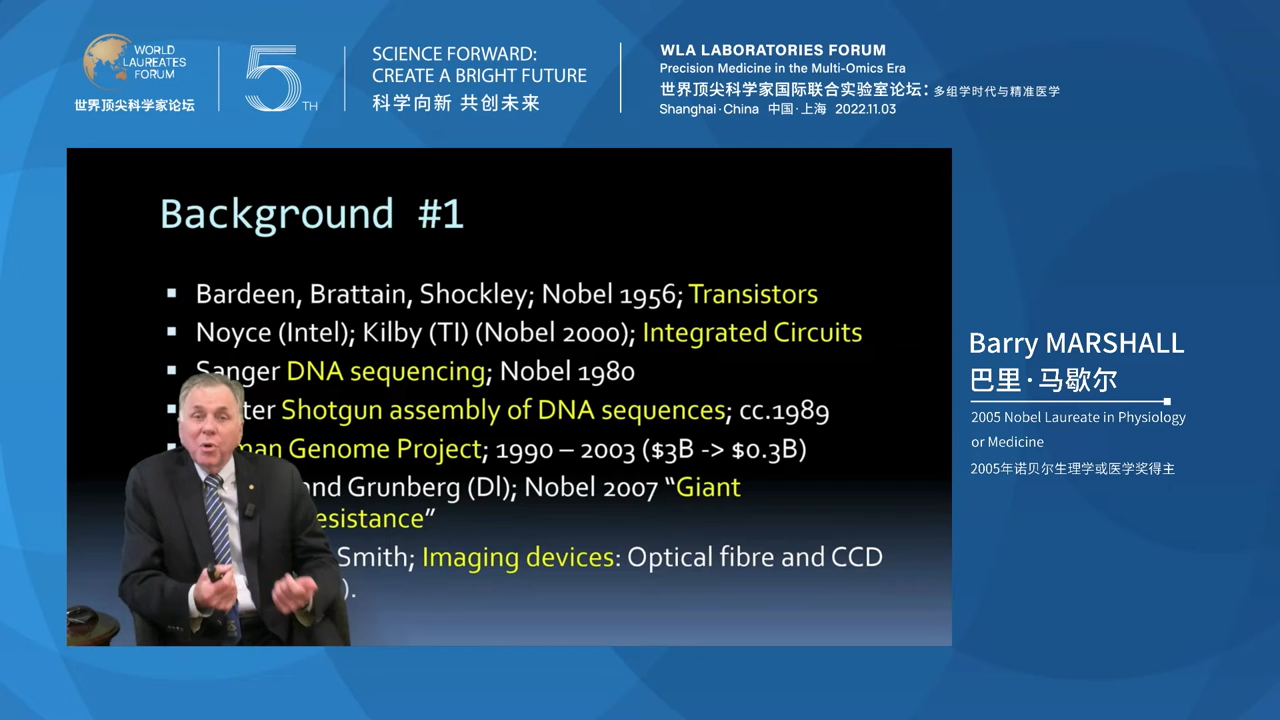 WORLD
LAUREATES
FORUM
世界顶尖科学家论坛
5TH
SCIENCE FORWARD:
CREATE A BRIGHT FUTURE
科学向新 共创未来
WLA LABORATORIES FORUM
Precision Medicine in the Multi-Omics Era
世界顶尖科学家国际联合实验室论坛：多组学时代与精准医学
Shanghai·China 中国·上海 2022.11.03
Background #1
▪ Bardeen, Brattain, Shockley; Nobel 1956; Transistors
▪ Noyce (Intel); Kilby (TI) (Nobel 2000); Integrated Circuits
▪ Sanger DNA sequencing; Nobel 1980
▪ Shotgun assembly of DNA sequences; cc.1989
▪ Genome Project; 1990 – 2003 ($3B -> $0.3B)
and Grunberg (Dl); Nobel 2007 “Giant
esistance”
Smith; Imaging devices: Optical fibre and CCD
).
Barry MARSHALL
巴里·马歇尔
2005 Nobel Laureate in Physiology
or Medicine
2005年诺贝尔生理学或医学奖得主